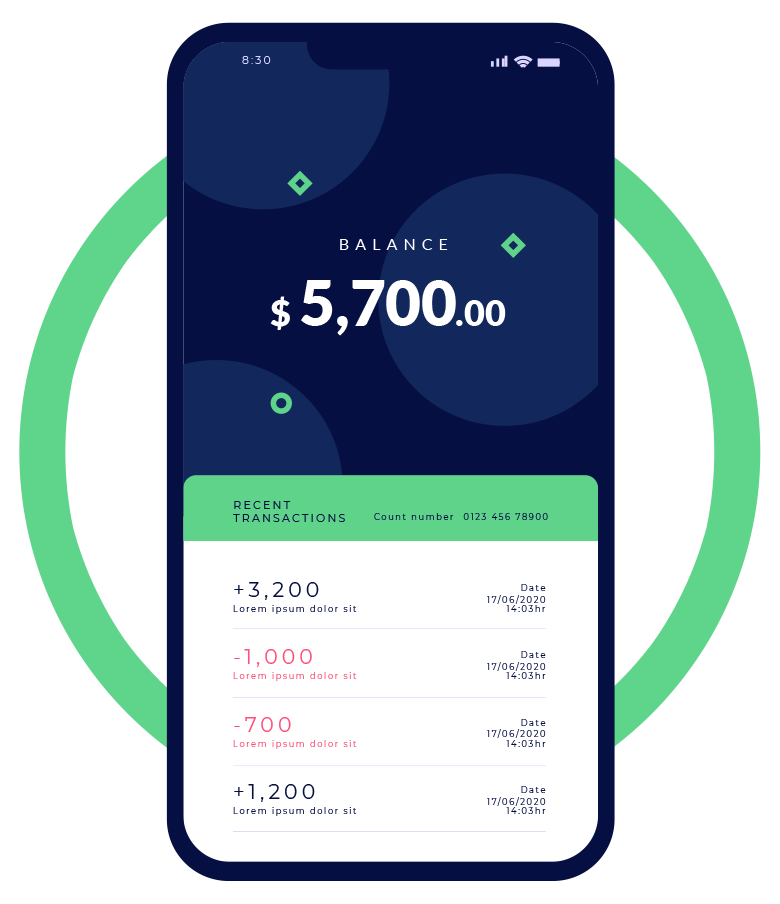 8:30
BALANCE
$ 5,700.00
RECENT
TRANSACTIONS
Count number 0123 456 78900
+3,200
Lorem ipsum dolor sit
Date
17/06/2020
14:03hr
-1,000
Lorem ipsum dolor sit
Date
17/06/2020
14:03hr
-700
Lorem ipsum dolor sit
Date
17/06/2020
14:03hr
+1,200
Lorem ipsum dolor sit
Date
17/06/2020
14:03hr